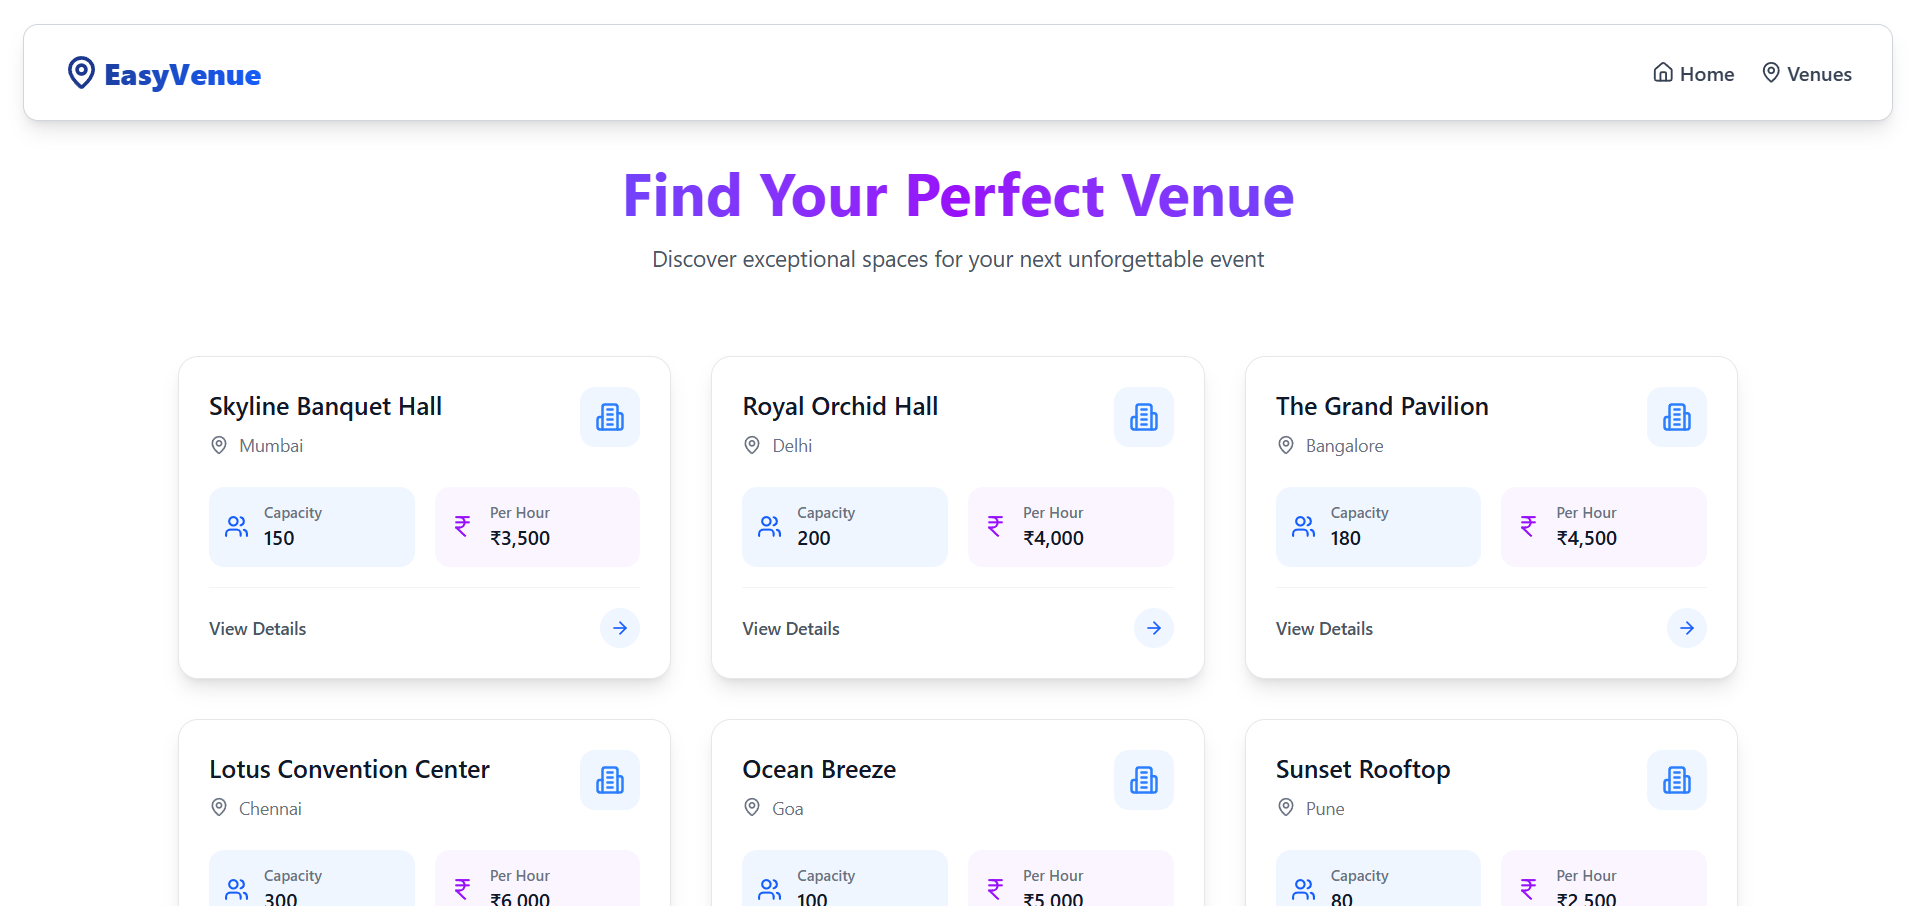 EasyVenue
Home
Venues
Find Your Perfect Venue
Discover exceptional spaces for your next unforgettable event
Skyline Banquet Hall
Mumbai
Capacity
150
Per Hour
₹3,500
View Details
Royal Orchid Hall
Delhi
Capacity
200
Per Hour
₹4,000
View Details
The Grand Pavilion
Bangalore
Capacity
180
Per Hour
₹4,500
View Details
Lotus Convention Center
Chennai
Capacity
300
Per Hour
₹6,000
Ocean Breeze
Goa
Capacity
100
Per Hour
₹5,000
Sunset Rooftop
Pune
Capacity
80
Per Hour
₹2,500